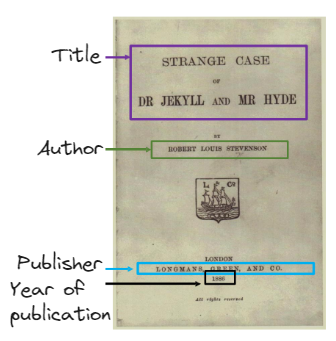 Title
STRANGE CASE
OF
DR JEKYLL AND MR HYDE
BY
Author
ROBERT LOUIS STEVENSON
L Co
LONDON
Publisher
LONGMANS, GREEN, AND CO.
Year of
1886
publication
All rights reserved